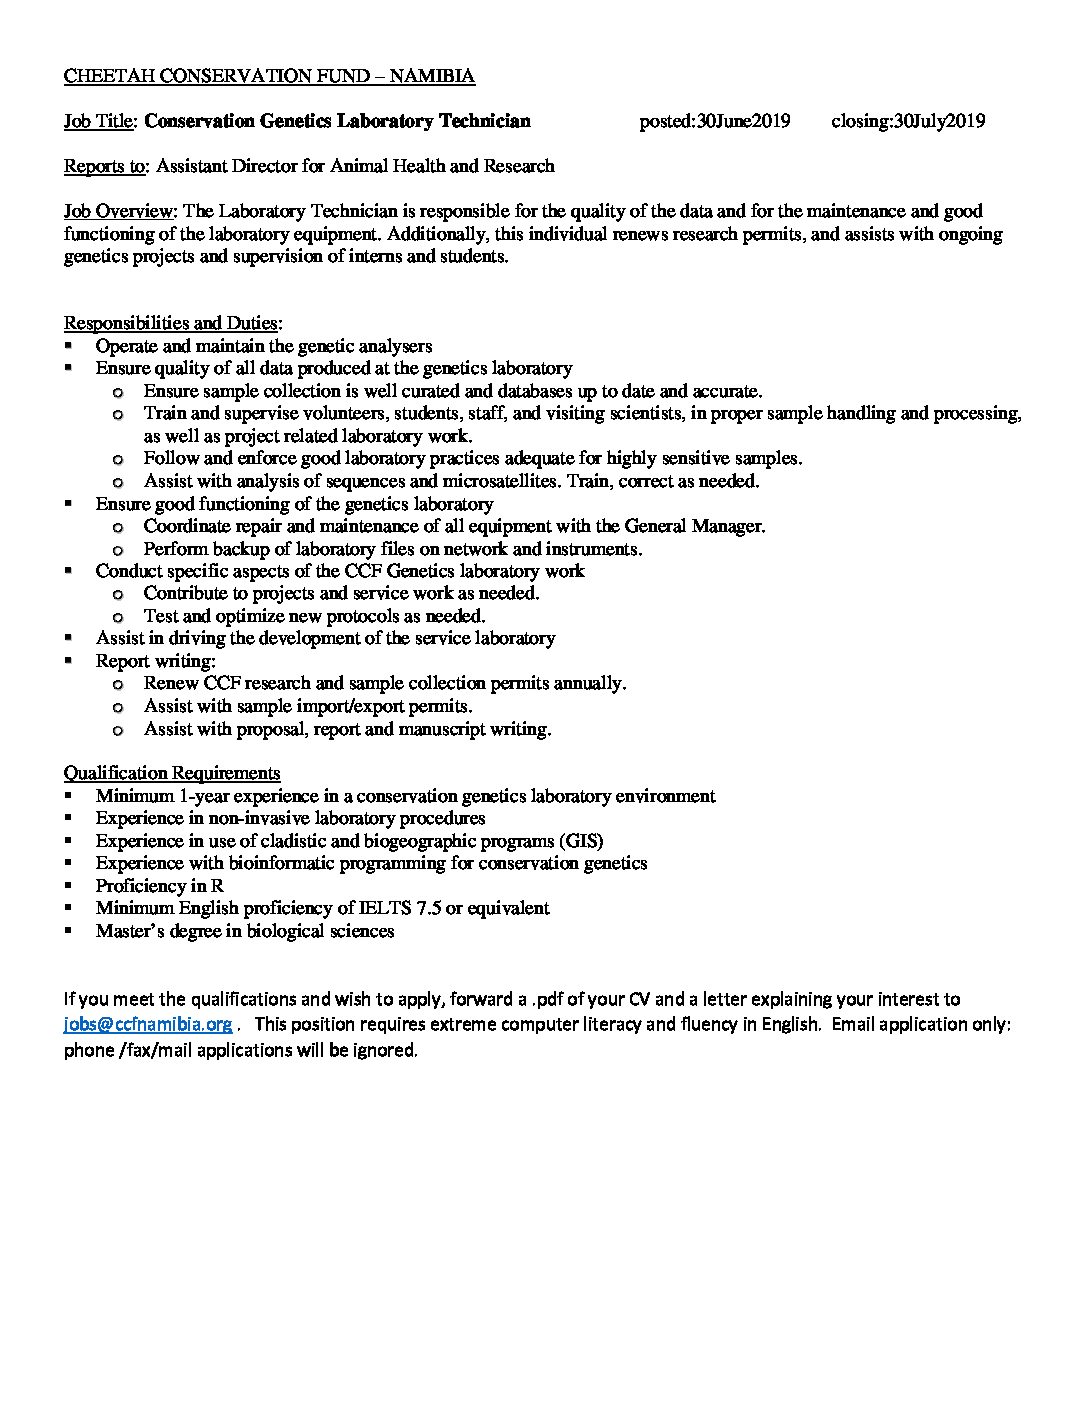 CHEETAH CONSERVATION FUND – NAMIBIA
Job Title: Conservation Genetics Laboratory Technician posted:30June2019 closing:30July2019
Reports to: Assistant Director for Animal Health and Research
Job Overview: The Laboratory Technician is responsible for the quality of the data and for the maintenance and good
functioning of the laboratory equipment. Additionally, this individual renews research permits, and assists with ongoing
genetics projects and supervision of interns and students.
Responsibilities and Duties:
▪ Operate and maintain the genetic analysers
▪ Ensure quality of all data produced at the genetics laboratory
o Ensure sample collection is well curated and databases up to date and accurate.
o Train and supervise volunteers, students, staff, and visiting scientists, in proper sample handling and processing,
as well as project related laboratory work.
o Follow and enforce good laboratory practices adequate for highly sensitive samples.
o Assist with analysis of sequences and microsatellites. Train, correct as needed.
▪ Ensure good functioning of the genetics laboratory
o Coordinate repair and maintenance of all equipment with the General Manager.
o Perform backup of laboratory files on network and instruments.
▪ Conduct specific aspects of the CCF Genetics laboratory work
o Contribute to projects and service work as needed.
o Test and optimize new protocols as needed.
▪ Assist in driving the development of the service laboratory
▪ Report writing:
o Renew CCF research and sample collection permits annually.
o Assist with sample import/export permits.
o Assist with proposal, report and manuscript writing.
Qualification Requirements
▪ Minimum 1-year experience in a conservation genetics laboratory environment
▪ Experience in non-invasive laboratory procedures
▪ Experience in use of cladistic and biogeographic programs (GIS)
▪ Experience with bioinformatic programming for conservation genetics
▪ Proficiency in R
▪ Minimum English proficiency of IELTS 7.5 or equivalent
▪ Master’s degree in biological sciences
If you meet the qualifications and wish to apply, forward a .pdf of your CV and a letter explaining your interest to
jobs@ccfnamibia.org . This position requires extreme computer literacy and fluency in English. Email application only:
phone /fax/mail applications will be ignored.